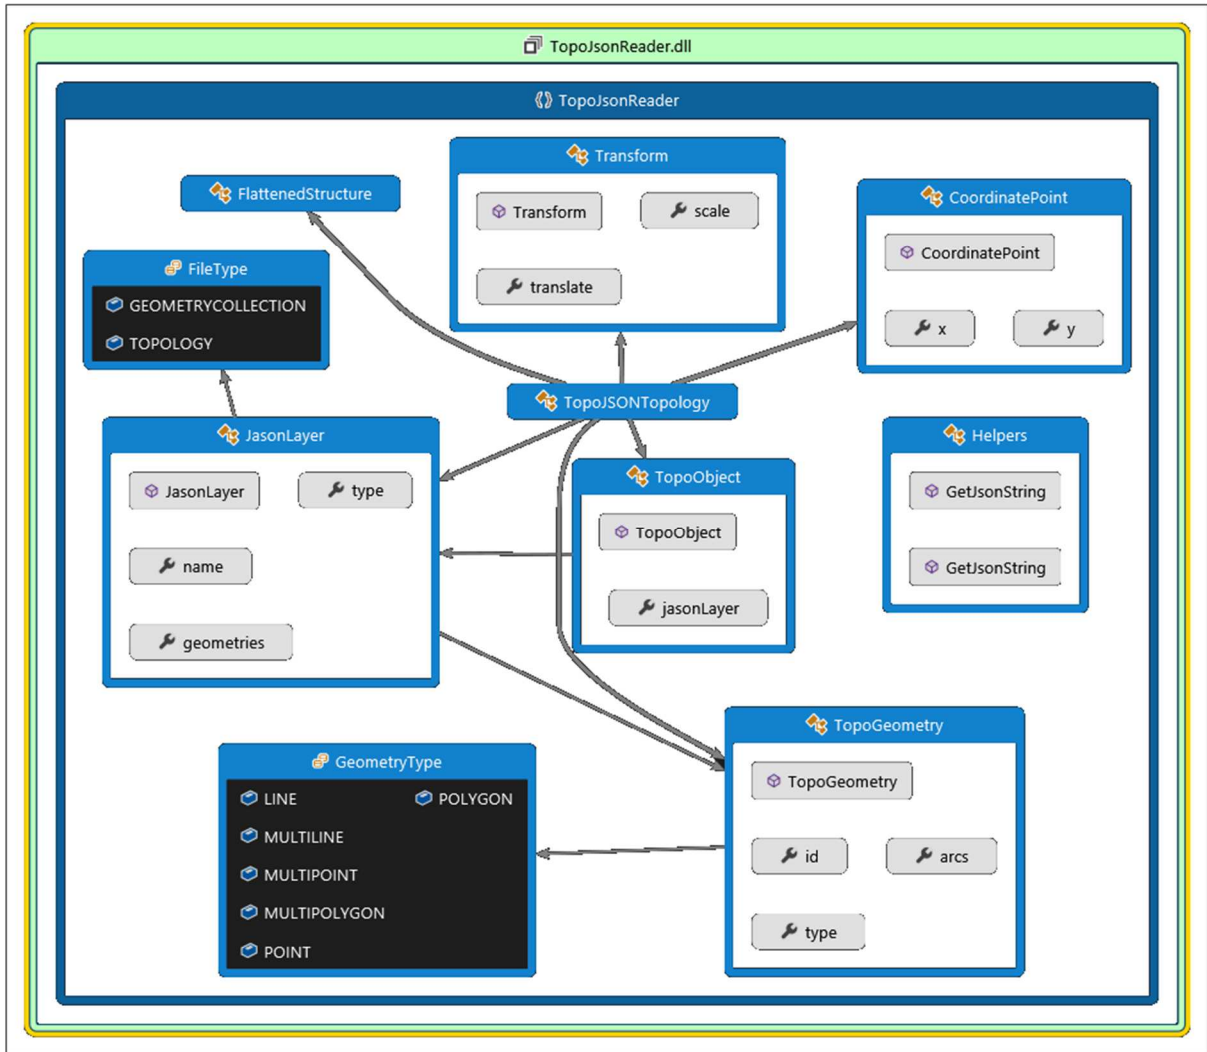 TopoJsonReader.dll
TopoJsonReader
Transform
Transform
scale
translate
FlattenedStructure
CoordinatePoint
CoordinatePoint
x
y
FileType
GEOMETRYCOLLECTION
TOPOLOGY
TopoJSONTopology
JasonLayer
JasonLayer
type
name
geometries
TopoObject
TopoObject
jasonLayer
Helpers
GetJsonString
GetJsonString
GeometryType
LINE
POLYGON
MULTILINE
MULTIPOINT
MULTIPOLYGON
POINT
TopoGeometry
TopoGeometry
id
arcs
type